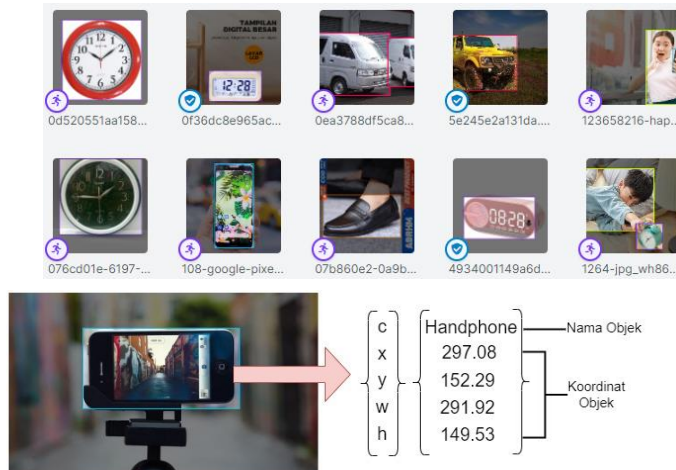 TAMPILAN
DIGITAL BESAR
12:28
0d520551aa158...
0f36dc8e965ac...
0ea3788df5ca8...
5e245e2a131da....
123658216-hap...
08:28
076cd01e-6197-...
108-google-pixe...
07b860e2-0a9b...
4934001149a6d...
1264-jpg_wh86...
c
Handphone
Nama Objek
x
297.08
y
152.29
Koordinat
Objek
w
291.92
h
149.53